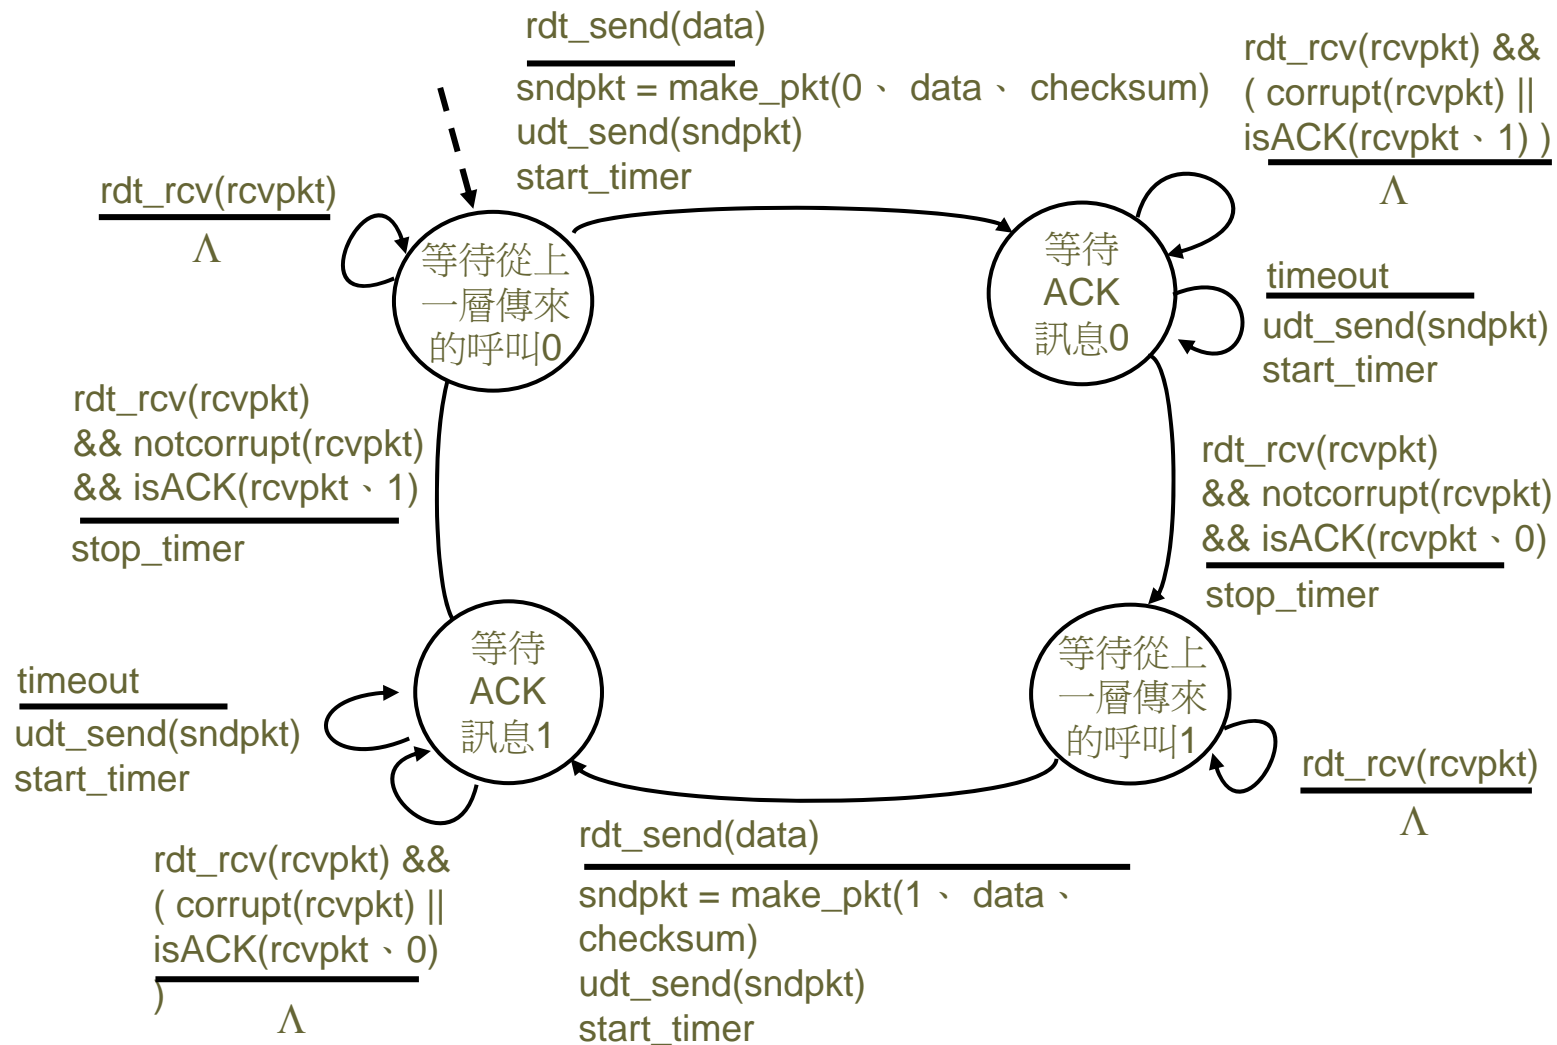 rdt_send(data)
sndpkt = make_pkt(0、 data、 checksum)
udt_send(sndpkt)
start_timer
rdt_rcv(rcvpkt) &&
( corrupt(rcvpkt) ||
isACK(rcvpkt、1) )
Λ
rdt_rcv(rcvpkt)
Λ
等待從上
一層傳來
的呼叫0
等待
ACK
訊息0
timeout
udt_send(sndpkt)
start_timer
rdt_rcv(rcvpkt)
&& notcorrupt(rcvpkt)
&& isACK(rcvpkt、1)
stop_timer
rdt_rcv(rcvpkt)
&& notcorrupt(rcvpkt)
&& isACK(rcvpkt、0)
stop_timer
等待
ACK
訊息1
等待從上
一層傳來
的呼叫1
timeout
udt_send(sndpkt)
start_timer
rdt_rcv(rcvpkt)
Λ
rdt_rcv(rcvpkt) &&
( corrupt(rcvpkt) ||
isACK(rcvpkt、0)
)
Λ
rdt_send(data)
sndpkt = make_pkt(1、 data、
checksum)
udt_send(sndpkt)
start_timer